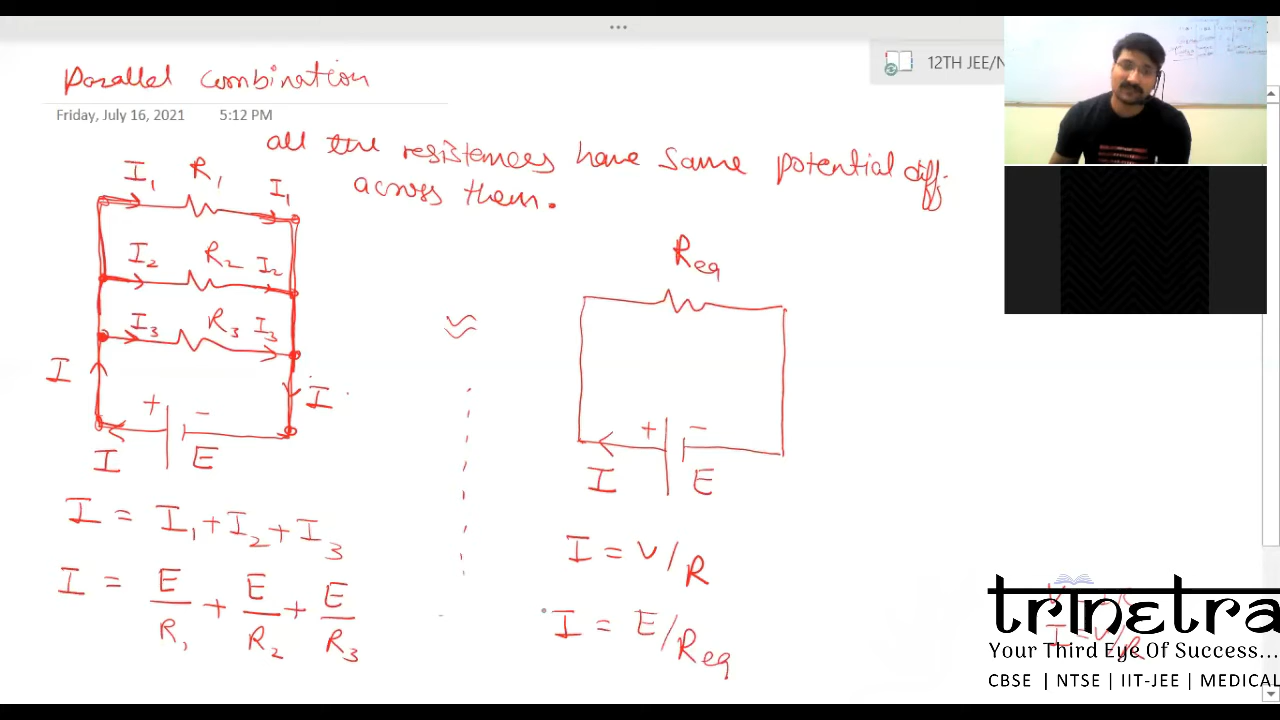 Parallel combination
12TH JEE/N
Friday, July 16, 2021 5:12 PM
all the resistences have same potential diff.
across them.
I₁ R₁ I₁
I₂ R₂ I₂
I₃ R₃ I₃
I
I
+ -
I E
≈
Req
+ -
I E
I = I₁ + I₂ + I₃
I = E/R₁ + E/R₂ + E/R₃
I = V/R
I = E/Req
I = V/R
trinetra
Your Third Eye Of Success...
CBSE | NTSE | IIT-JEE | MEDICAL